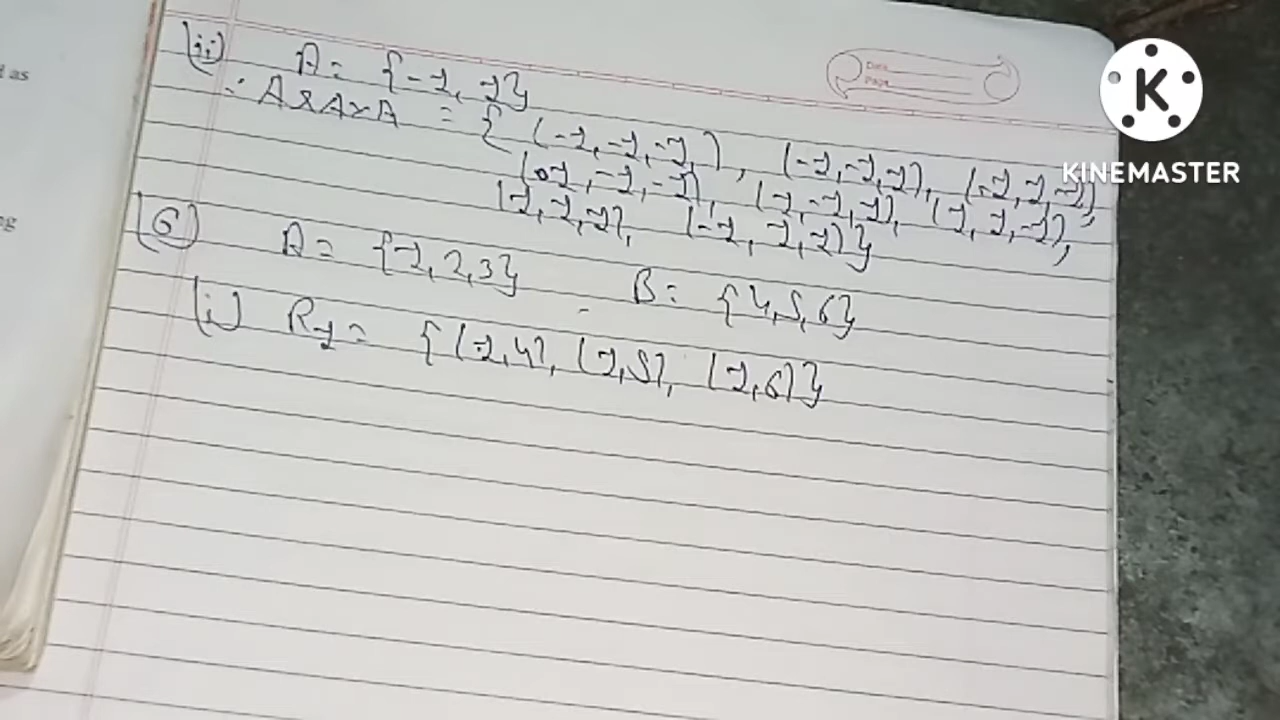 (ii) A = {-1, 1}
∴ A×A×A = { (-1, -1, -1), (-1, -1, 1), (-1, 1, -1),
(1, -1, -1), (1, -1, 1), (1, 1, -1),
(1, 1, 1), (-1, 1, 1)}
(6) A = {1, 2, 3} B = {4, 5, 6}
(i) R1 = { (1, 4), (1, 5), (1, 6)}
Date
Page
as
K
KINEMASTER